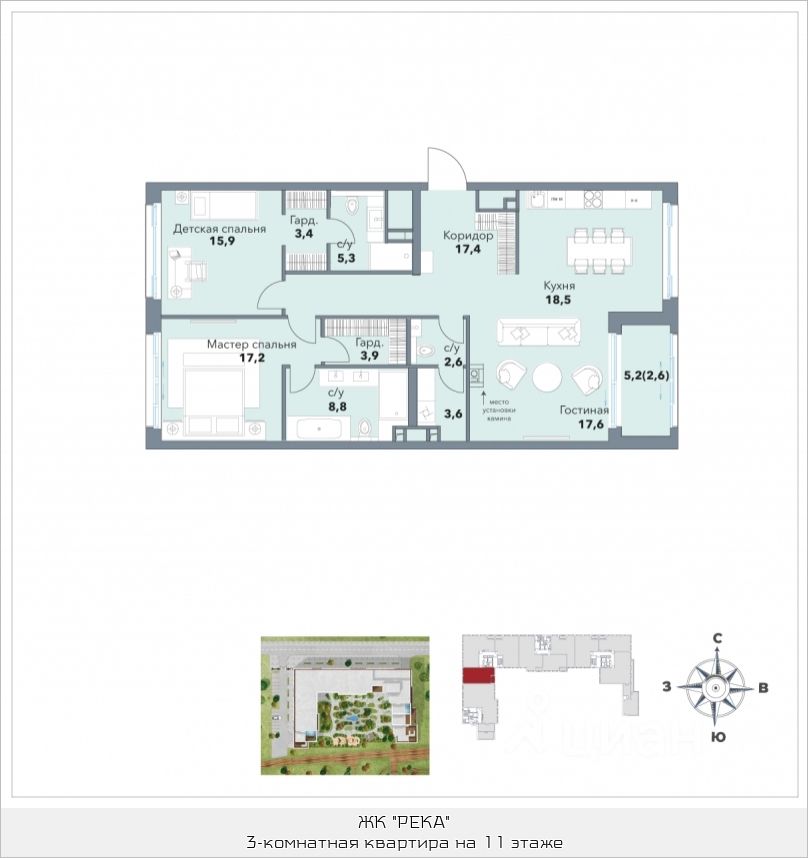 Детская спальня
15,9
Гард.
3,4
с/у
5,3
Коридор
17,4
Кухня
18,5
Мастер спальня
17,2
Гард.
3,9
с/у
2,6
с/у
8,8
3,6
место
установки
камина
Гостиная
17,6
5,2(2,6)
С
З
В
Ю
циан
ЖК "РЕКА"
3-комнатная квартира на 11 этаже